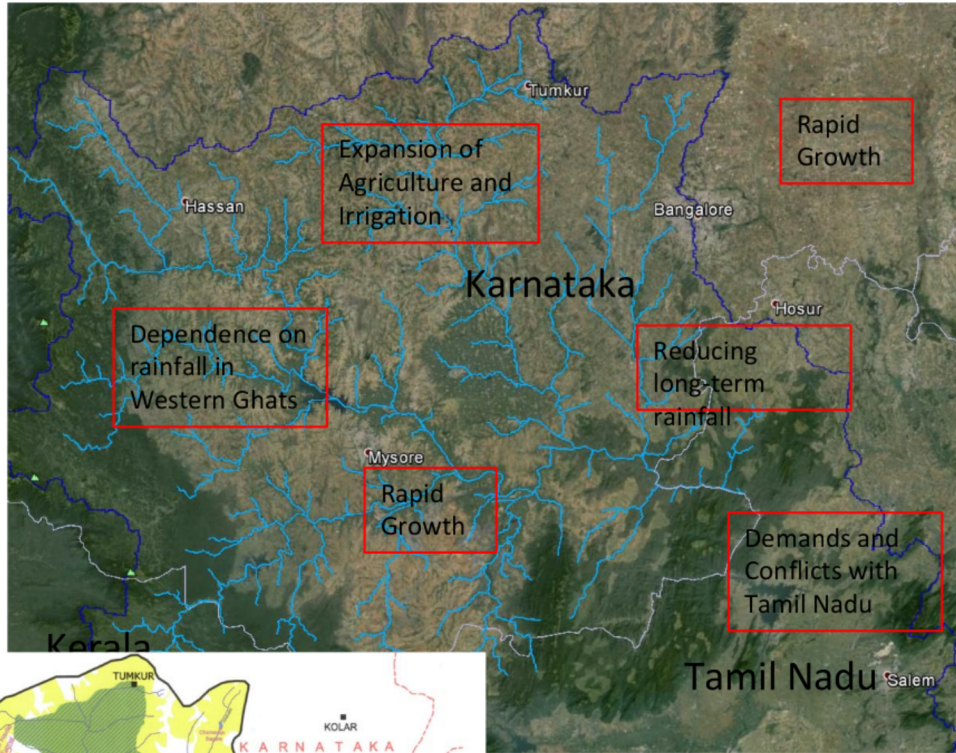 Tumkur
Rapid
Growth
Expansion of
Agriculture and
Irrigation
Hassan
Bangalore
Karnataka
Hosur
Dependence on
rainfall in
Western Ghats
Reducing
long-term
rainfall
Mysore
Rapid
Growth
Demands and
Conflicts with
Tamil Nadu
Kerala
Tamil Nadu
Salem
TUMKUR
KOLAR
KARNATAKA